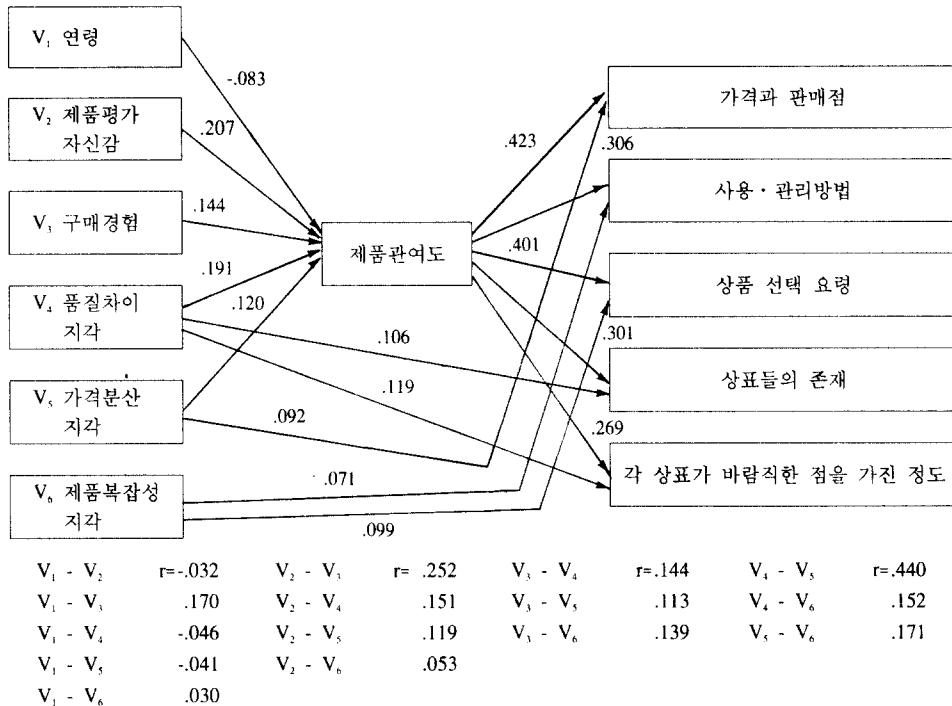 V₁ 연령
V₂ 제품평가
자신감
V₃ 구매경험
V₄ 품질차이
지각
V₅ 가격분산
지각
V₆ 제품복잡성
지각
-.083
.207
.144
.191
.120
.106
.119
.092
.071
.099
제품관여도
.423
.306
.401
.301
.269
가격과 판매점
사용·관리방법
상품 선택 요령
상표들의 존재
각 상표가 바람직한 점을 가진 정도
V₁ - V₂ r=-.032 V₂ - V₃ r= .252 V₃ - V₄ r=.144 V₄ - V₅ r=.440
V₁ - V₃ .170 V₂ - V₄ .151 V₃ - V₅ .113 V₄ - V₆ .152
V₁ - V₄ -.046 V₂ - V₅ .119 V₃ - V₆ .139 V₅ - V₆ .171
V₁ - V₅ -.041 V₂ - V₆ .053
V₁ - V₆ .030